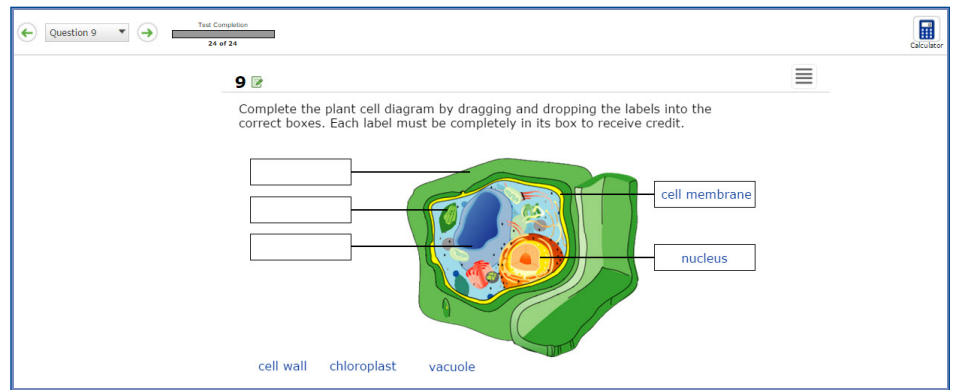 Question 9
Test Completion
24 of 24
Calculator
9
Complete the plant cell diagram by dragging and dropping the labels into the
correct boxes. Each label must be completely in its box to receive credit.
cell membrane
nucleus
cell wall chloroplast vacuole